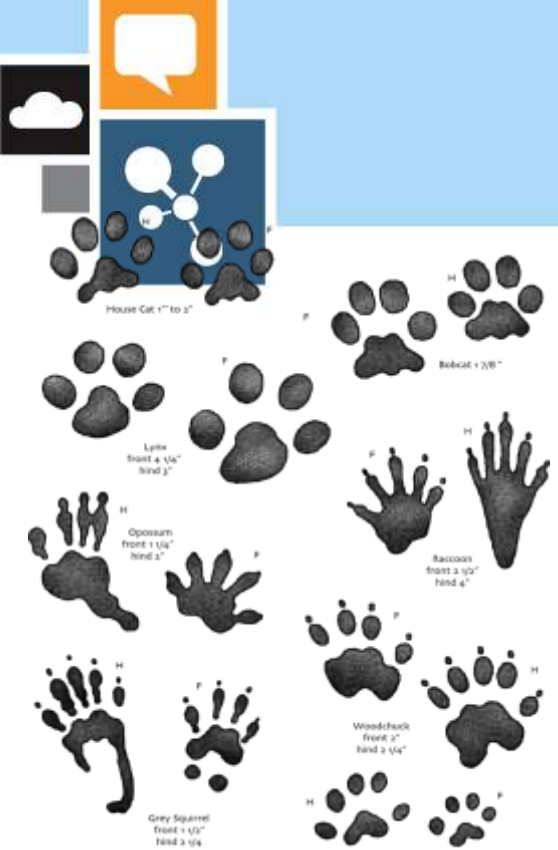 H
F
House Cat 1" to 2"
F
H
Bobcat 1 7/8 "
F
Lynx
front 4 1/4"
hind 3"
F
H
H
Opossum
front 1 1/4"
hind 2"
F
Raccoon
front 2 1/2"
hind 4"
F
H
H
F
Woodchuck
front 2"
hind 2 1/4"
Grey Squirrel
front 1 1/2"
hind 2 1/4
H
F